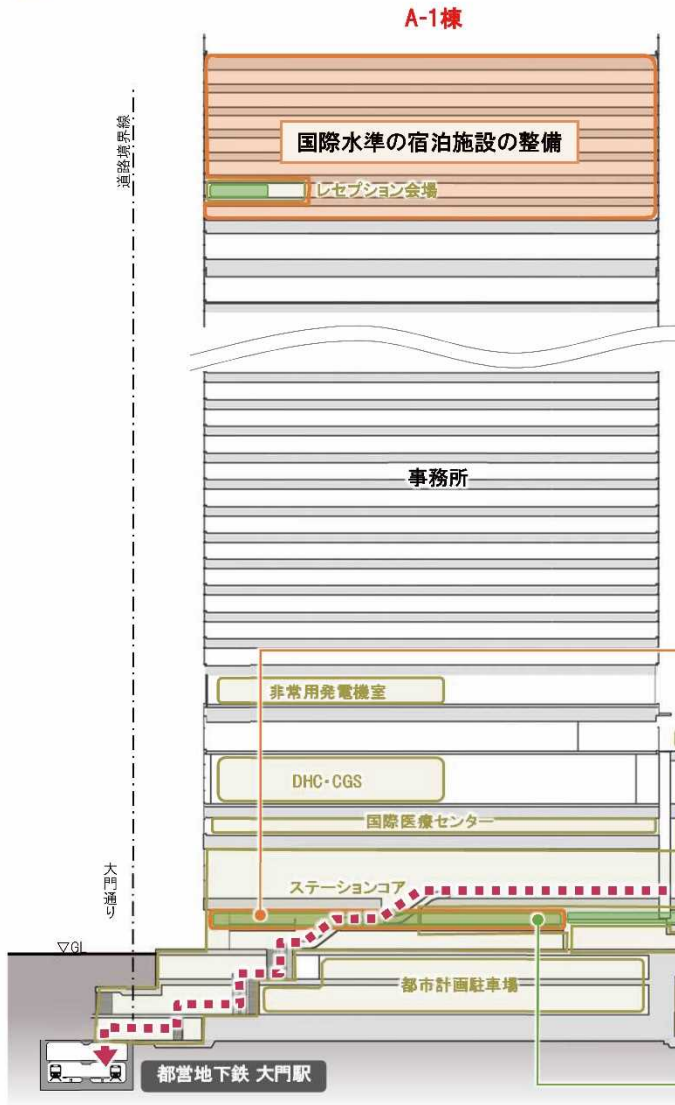 A-1棟
道路境界線
国際水準の宿泊施設の整備
レセプション会場
事務所
非常用発電機室
DHC・CGS
国際医療センター
大門通り
ステーションコア
▽GL
都市計画駐車場
都営地下鉄 大門駅